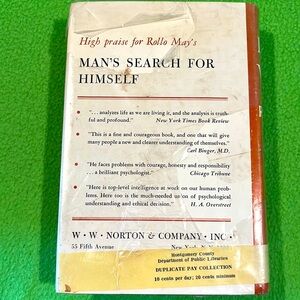 High praise for Rollo May's
MAN'S SEARCH FOR
HIMSELF
". . . analyzes life as we are living it, and the analysis is truth-
ful and profound." New York Times Book Review
"This is a fine and courageous book, and one that will give
many people a new and clearer understanding of themselves."
Carl Binger, M.D.
"He faces problems with courage, honesty and responsibility
. . . a brilliant psychologist." Chicago Tribune
"Here is top-level intelligence at work on our human prob-
lems. Here too is the much-needed union of psychological
understanding and ethical decision." H. A. Overstreet
W · W · NORTON & COMPANY · INC ·
55 Fifth Avenue New York
Montgomery County
Department of Public Libraries
DUPLICATE PAY COLLECTION
10 cents per day; 20 cents minimum